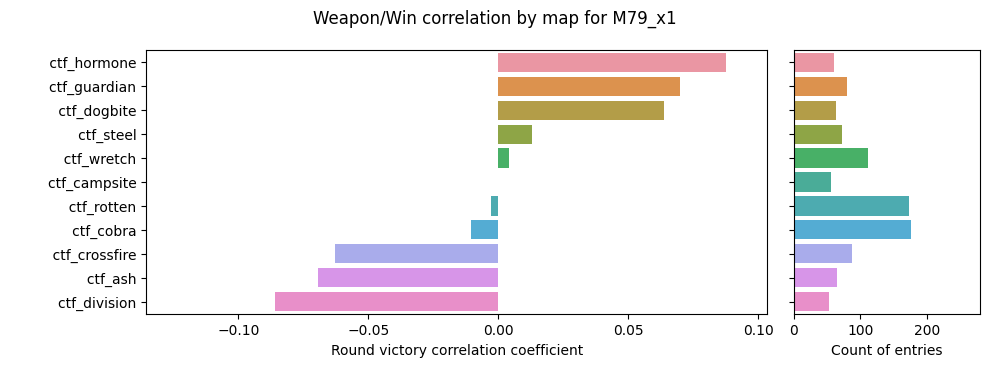 Weapon/Win correlation by map for M79_x1
ctf_hormone
ctf_guardian
ctf_dogbite
ctf_steel
ctf_wretch
ctf_campsite
ctf_rotten
ctf_cobra
ctf_crossfire
ctf_ash
ctf_division
−0.10 −0.05 0.00 0.05 0.10
0 100 200
Round victory correlation coefficient
Count of entries